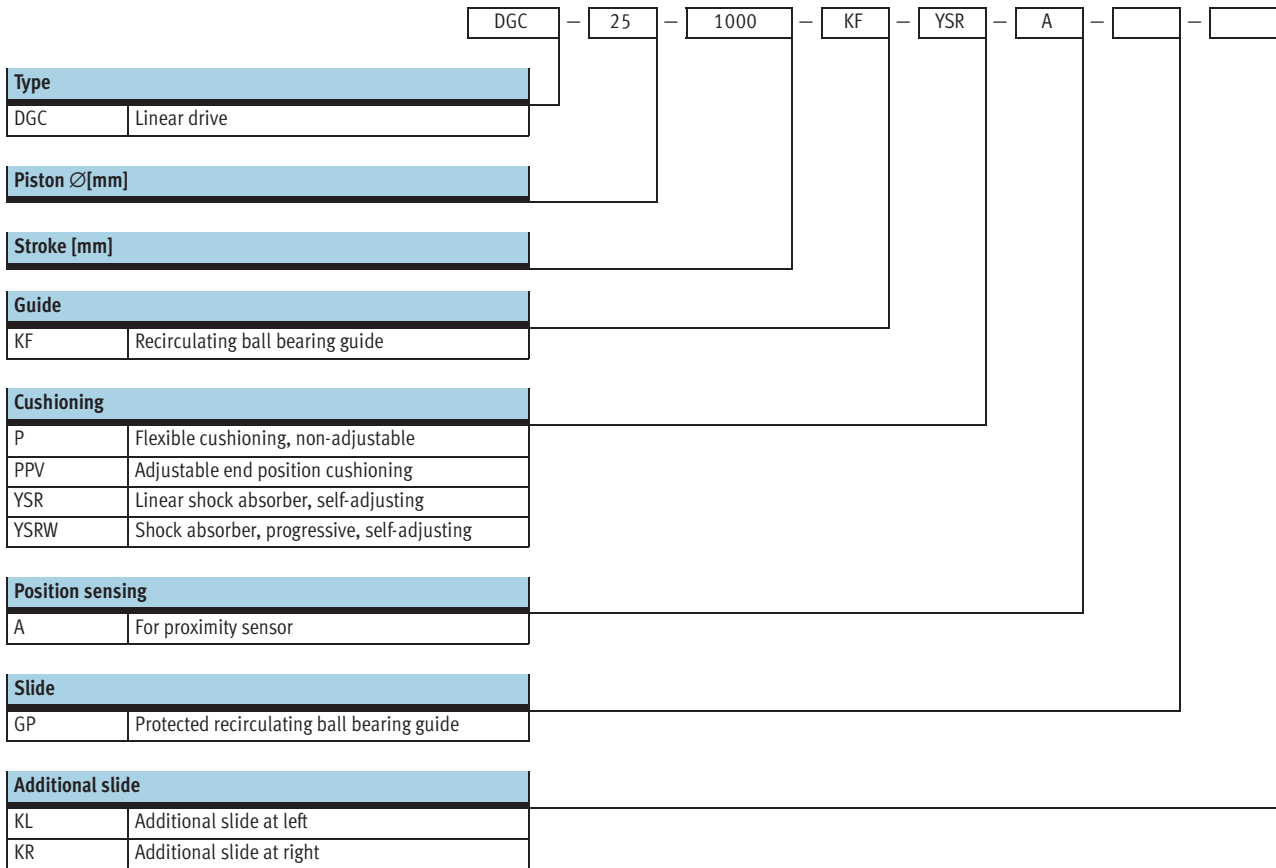 DGC – 25 – 1000 – KF – YSR – A – –
Type
DGC Linear drive
Piston ∅[mm]
Stroke [mm]
Guide
KF Recirculating ball bearing guide
Cushioning
P Flexible cushioning, non-adjustable
PPV Adjustable end position cushioning
YSR Linear shock absorber, self-adjusting
YSRW Shock absorber, progressive, self-adjusting
Position sensing
A For proximity sensor
Slide
GP Protected recirculating ball bearing guide
Additional slide
KL Additional slide at left
KR Additional slide at right